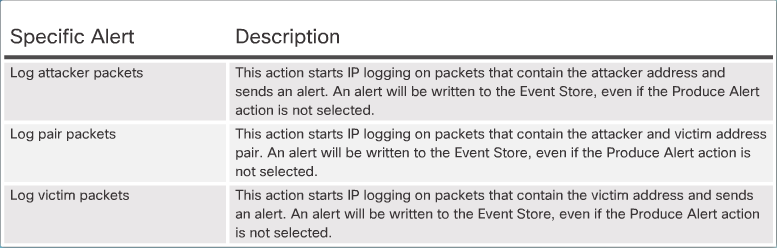 Specific Alert
Description
Log attacker packets
This action starts IP logging on packets that contain the attacker address and
sends an alert. An alert will be written to the Event Store, even if the Produce Alert
action is not selected.
Log pair packets
This action starts IP logging on packets that contain the attacker and victim address
pair. An alert will be written to the Event Store, even if the Produce Alert action is
not selected.
Log victim packets
This action starts IP logging on packets that contain the victim address and sends
an alert. An alert will be written to the Event Store, even if the Produce Alert action
is not selected.